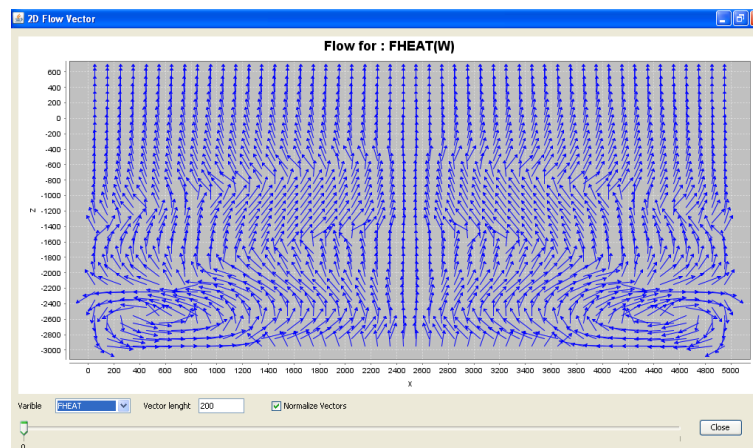 2D Flow Vector
Flow for : FHEAT(W)
600
400
200
0
-200
-400
-600
-800
-1000
-1200
-1400
-1600
-1800
-2000
-2200
-2400
-2600
-2800
-3000
Z
0 200 400 600 800 1000 1200 1400 1600 1800 2000 2200 2400 2600 2800 3000 3200 3400 3600 3800 4000 4200 4400 4600 4800 5000
X
Varible FHEAT Vector lenght 200 Normalize Vectors
Close
0